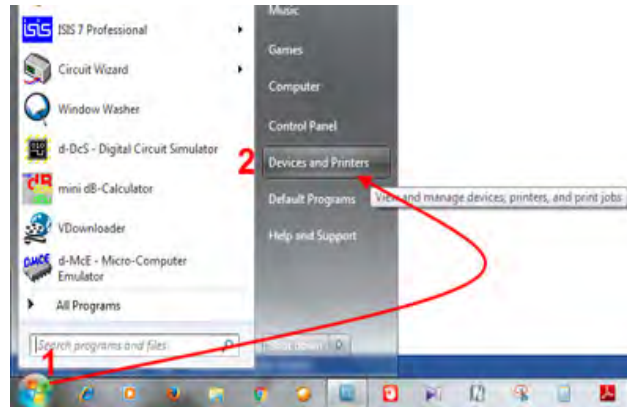 ISIS 7 Professional
Circuit Wizard
Window Washer
d-DcS - Digital Circuit Simulator
mini dB-Calculator
VDownloader
d-McE - Micro-Computer
Emulator
All Programs
Search programs and files
1
Music
Games
Computer
Control Panel
2
Devices and Printers
Default Programs
View and manage devices, printers, and print jobs
Help and Support
Shut down